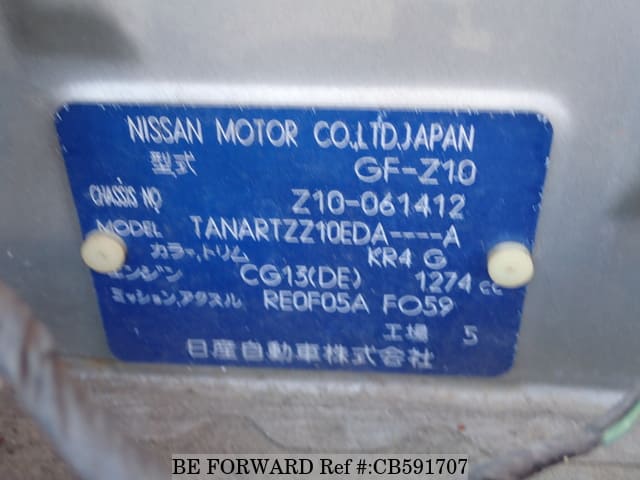 NISSAN MOTOR CO.,LTD.JAPAN
型式 GF-Z10
CHASSIS NO Z10-061412
MODEL TANARTZZ10EDA----A
カラー,トリム KR4 G
エンジン CG13(DE) 1274 cc
ミッション,アクスル RE0F05A FO59
工場 5
日産自動車株式会社
BE FORWARD Ref #:CB591707